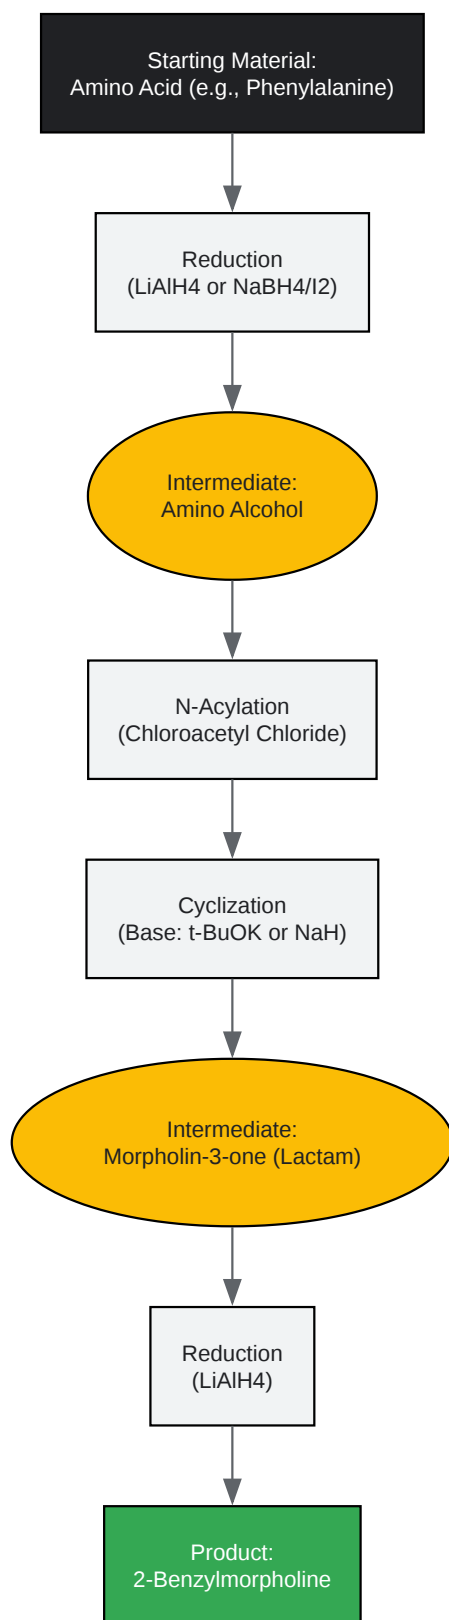 Starting Material:
Amino Acid (e.g., Phenylalanine)
Reduction
(LiAlH4 or NaBH4/I2)
Intermediate:
Amino Alcohol
N-Acylation
(Chloroacetyl Chloride)
Cyclization
(Base: t-BuOK or NaH)
Intermediate:
Morpholin-3-one (Lactam)
Reduction
(LiAlH4)
Product:
2-Benzylmorpholine